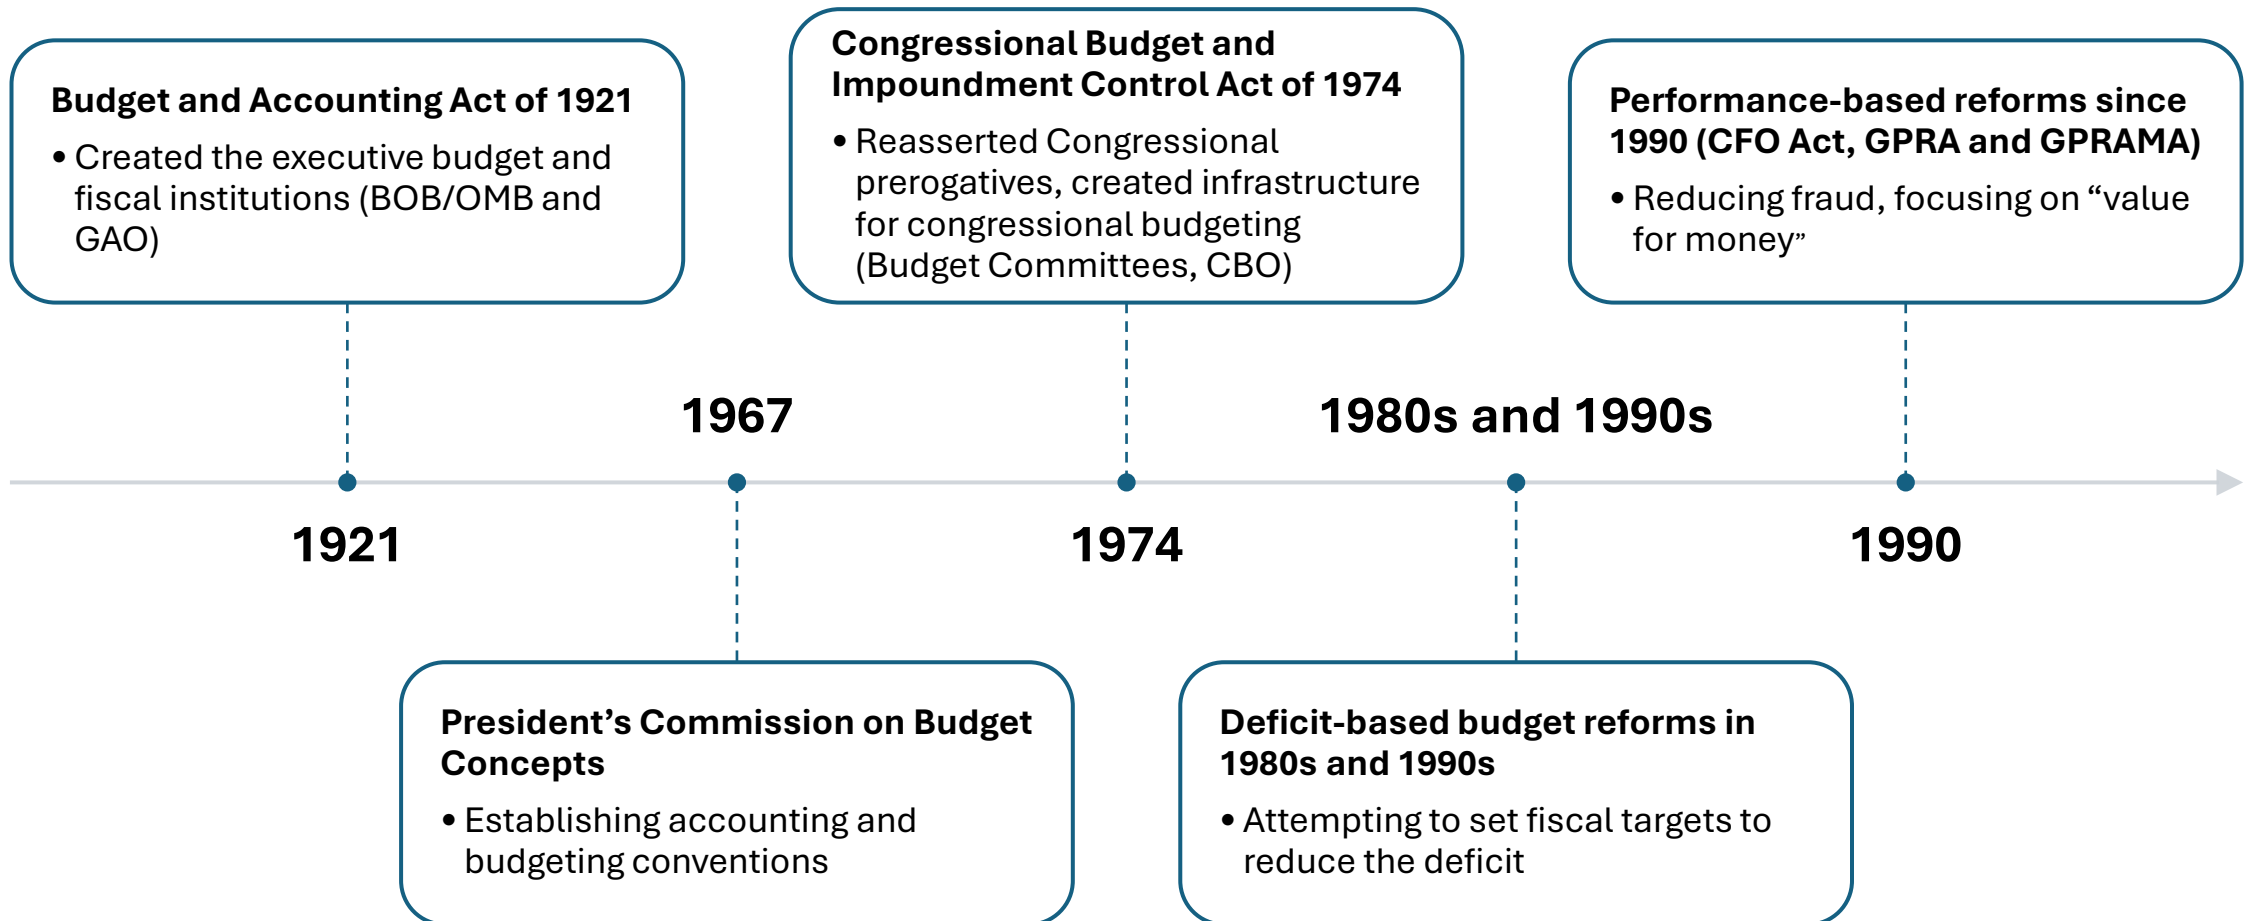 Budget and Accounting Act of 1921
• Created the executive budget and
fiscal institutions (BOB/OMB and
GAO)
Congressional Budget and
Impoundment Control Act of 1974
• Reasserted Congressional
prerogatives, created infrastructure
for congressional budgeting
(Budget Committees, CBO)
Performance-based reforms since
1990 (CFO Act, GPRA and GPRAMA)
• Reducing fraud, focusing on “value
for money”
1967
1980s and 1990s
1921
1974
1990
President’s Commission on Budget
Concepts
• Establishing accounting and
budgeting conventions
Deficit-based budget reforms in
1980s and 1990s
• Attempting to set fiscal targets to
reduce the deficit